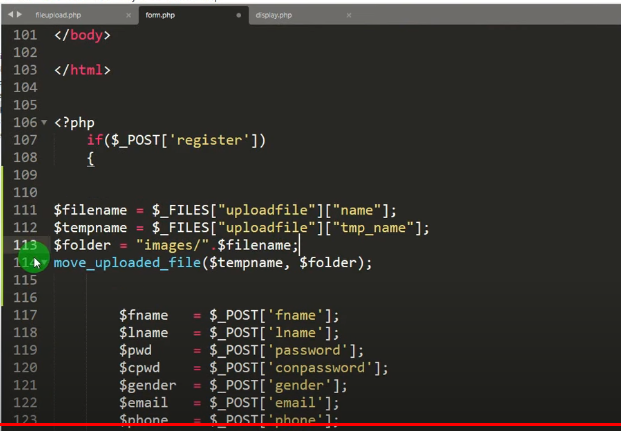 fileupload.php × form.php display.php ×
101 </body>
102
103 </html>
104
105
106 <?php
107 if($_POST['register'])
108 {
109
110
111 $filename = $_FILES["uploadfile"]["name"];
112 $tempname = $_FILES["uploadfile"]["tmp_name"];
113 $folder = "images/".$filename;
114 move_uploaded_file($tempname, $folder);
115
116
117 $fname = $_POST['fname'];
118 $lname = $_POST['lname'];
119 $pwd = $_POST['password'];
120 $cpwd = $_POST['conpassword'];
121 $gender = $_POST['gender'];
122 $email = $_POST['email'];
123 $phone = $_POST['phone'];